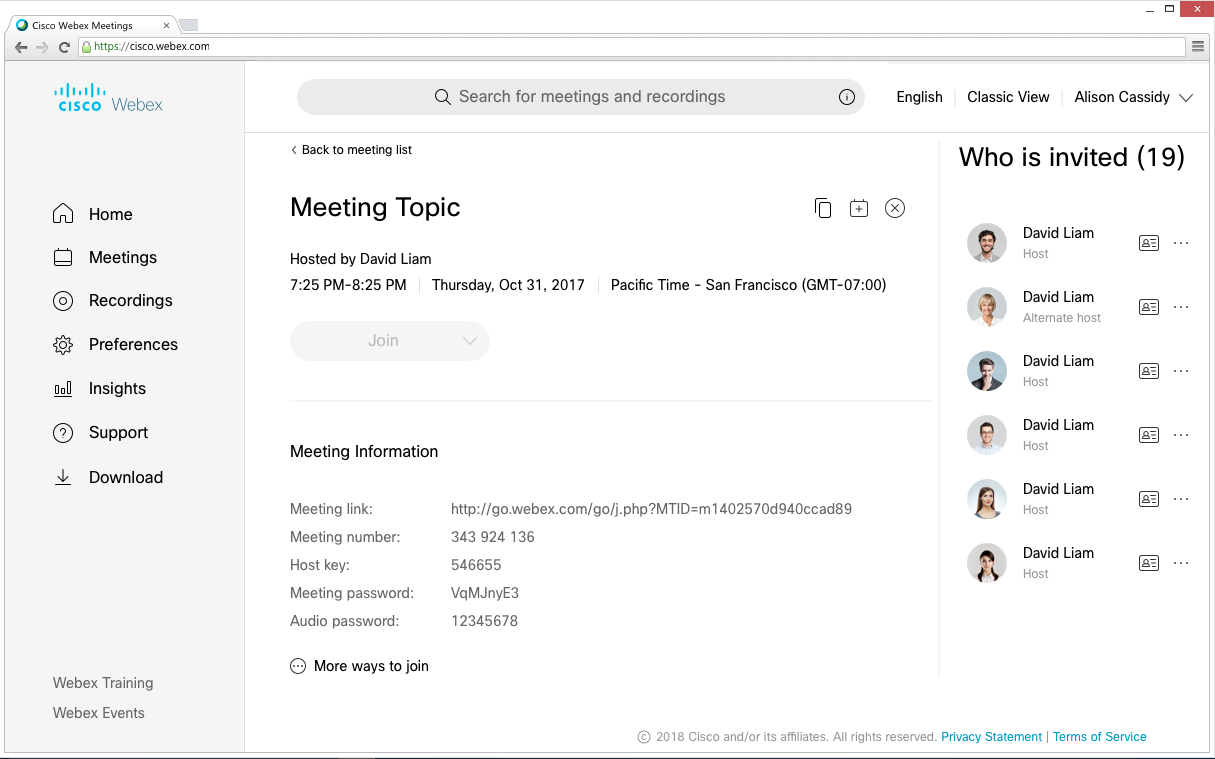 Cisco Webex Meetings
https://cisco.webex.com
cisco Webex
Search for meetings and recordings
English
Classic View
Alison Cassidy
Home
Meetings
Recordings
Preferences
Insights
Support
Download
Webex Training
Webex Events
Back to meeting list
Meeting Topic
Hosted by David Liam
7:25 PM-8:25 PM | Thursday, Oct 31, 2017 | Pacific Time - San Francisco (GMT-07:00)
Join
Meeting Information
Meeting link: http://go.webex.com/go/j.php?MTID=m1402570d940ccad89
Meeting number: 343 924 136
Host key: 546655
Meeting password: VqMJnyE3
Audio password: 12345678
More ways to join
Who is invited (19)
David Liam
Host
David Liam
Alternate host
David Liam
Host
David Liam
Host
David Liam
Host
David Liam
Host
© 2018 Cisco and/or its affiliates. All rights reserved. Privacy Statement | Terms of Service